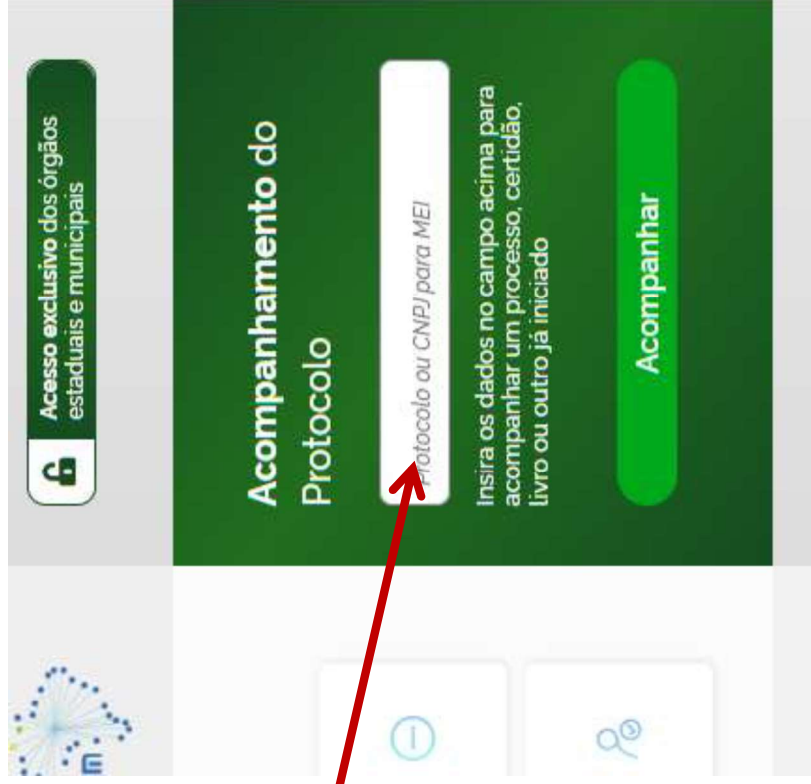 Acesso exclusivo dos órgãos
estaduais e municipais
Acompanhamento do
Protocolo
Protocolo ou CNPJ para MEI
Insira os dados no campo acima para
acompanhar um processo, certidão,
livro ou outro já iniciado
Acompanhar
m